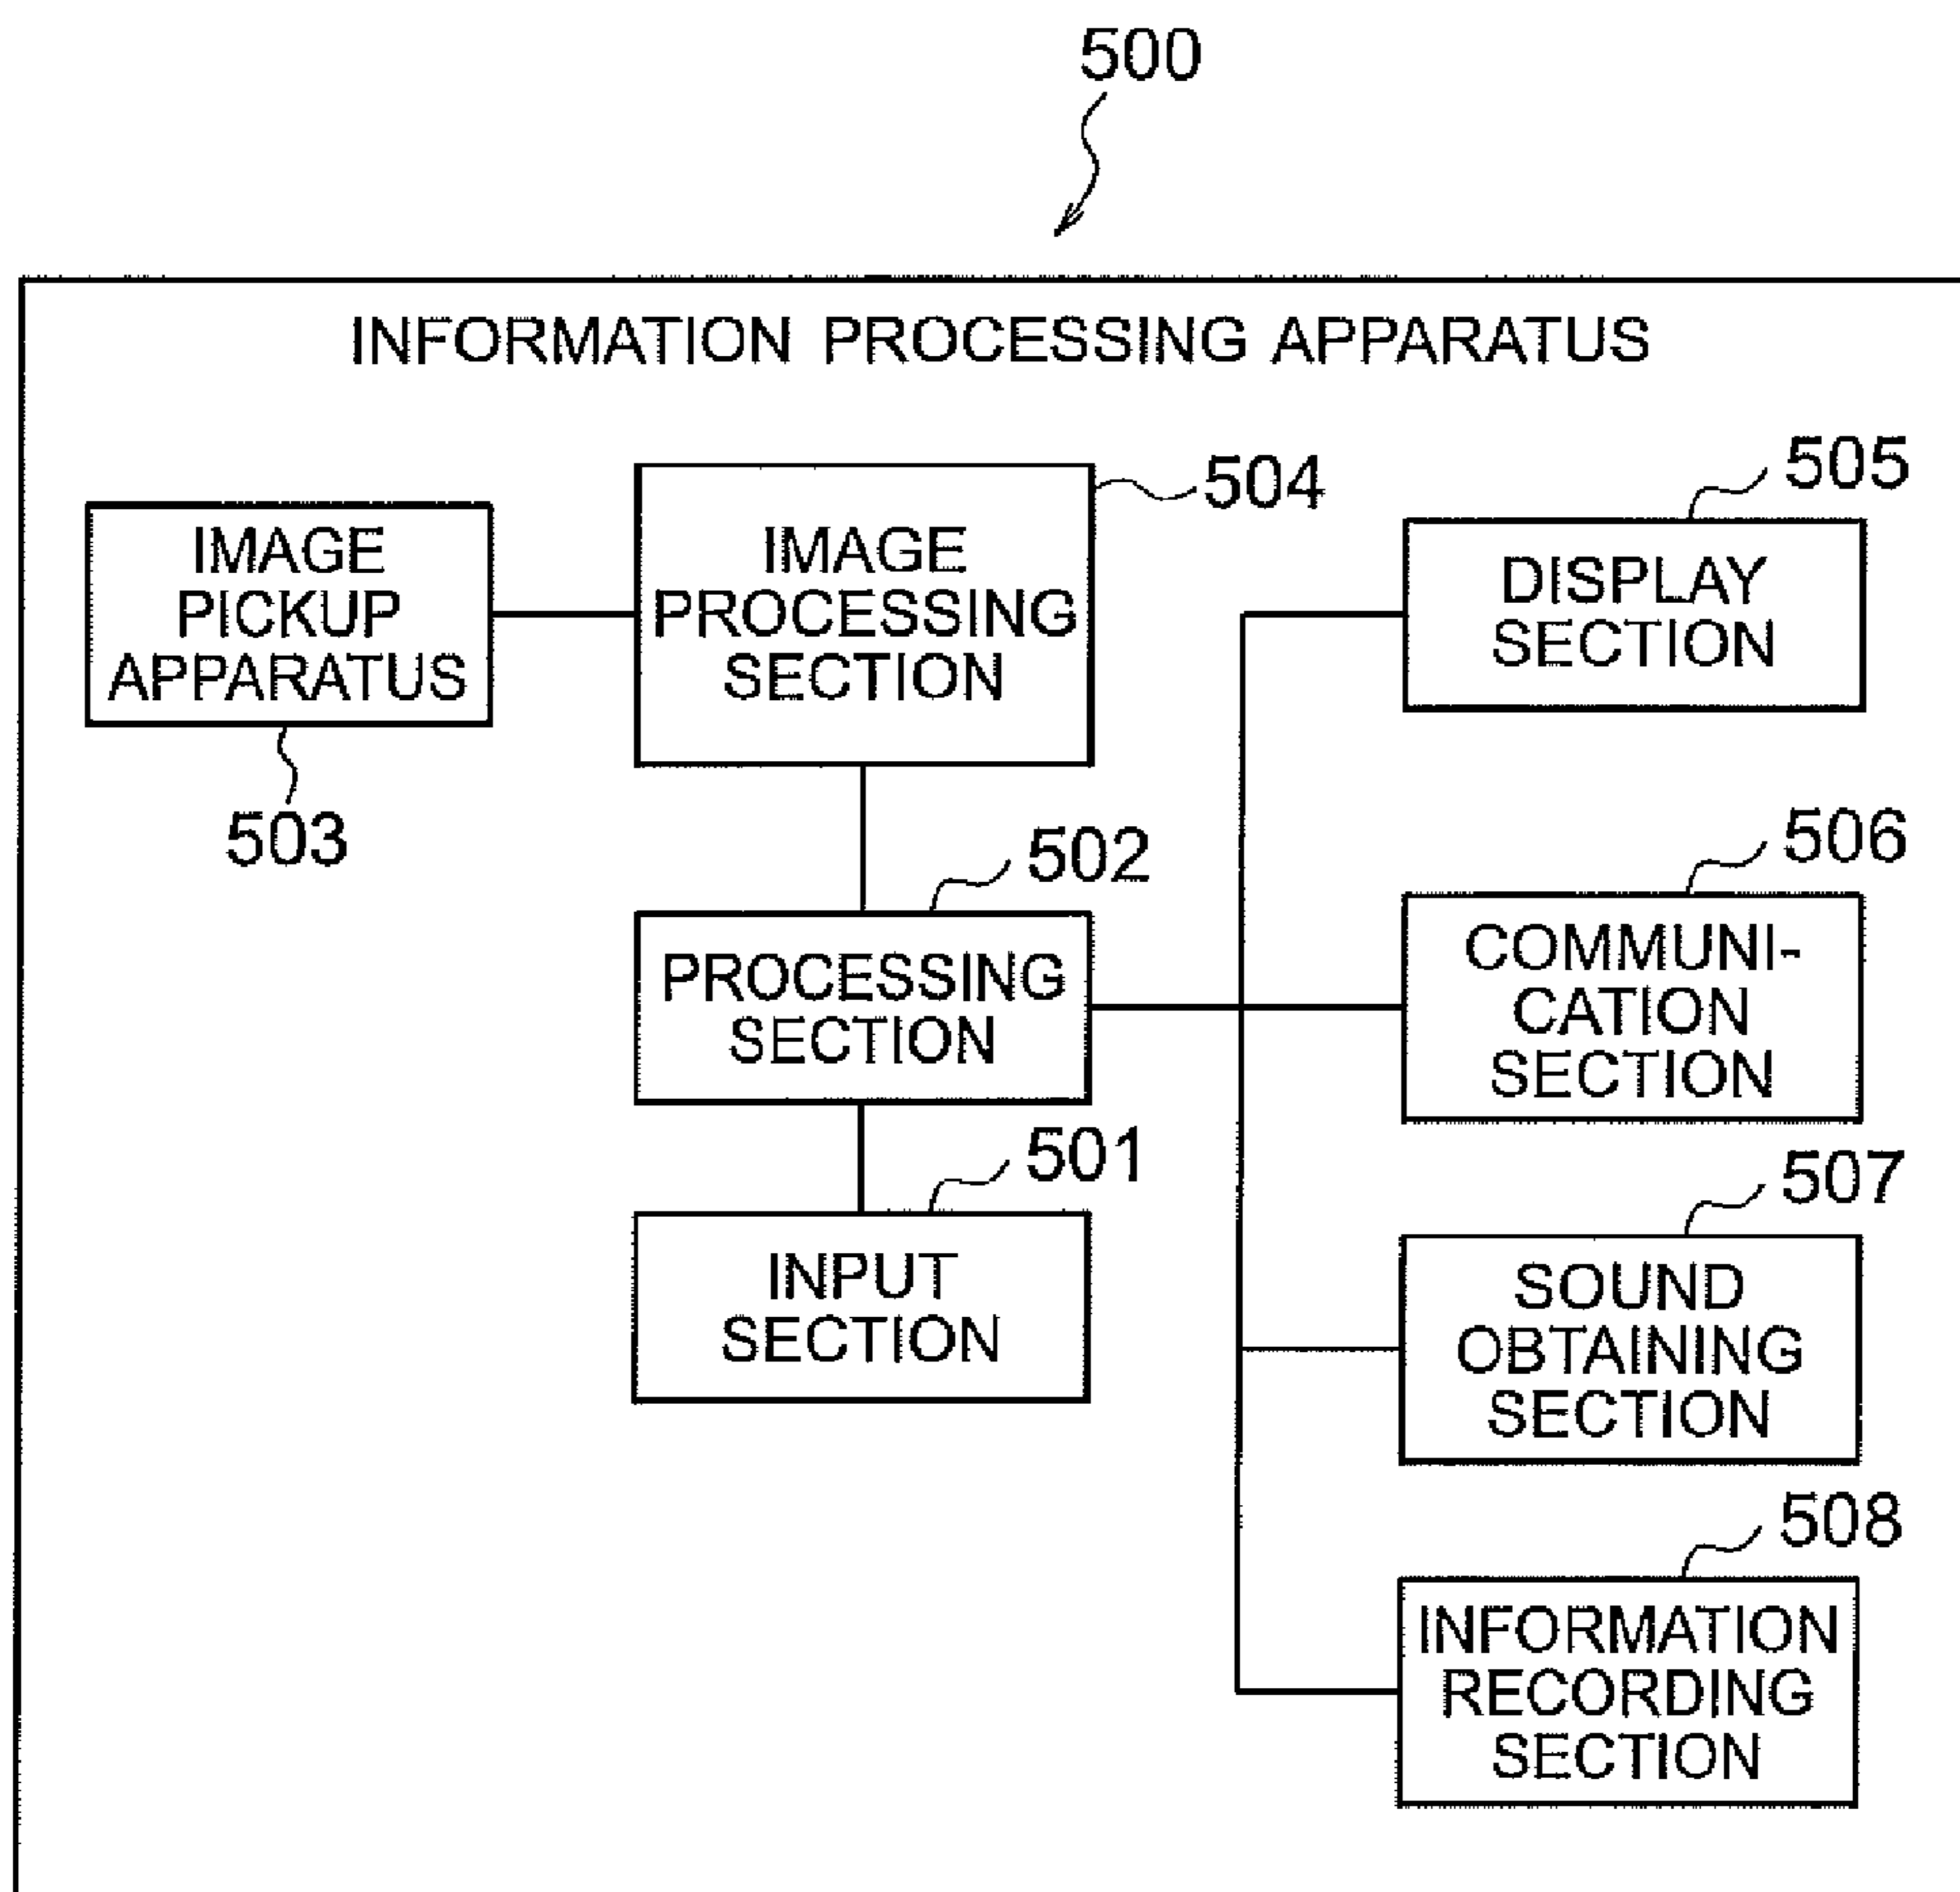 500
INFORMATION PROCESSING APPARATUS
504
505
IMAGE
PICKUP
APPARATUS
IMAGE
PROCESSING
SECTION
DISPLAY
SECTION
503
502
506
PROCESSING
SECTION
COMMUNI-
CATION
SECTION
501
507
INPUT
SECTION
SOUND
OBTAINING
SECTION
508
INFORMATION
RECORDING
SECTION